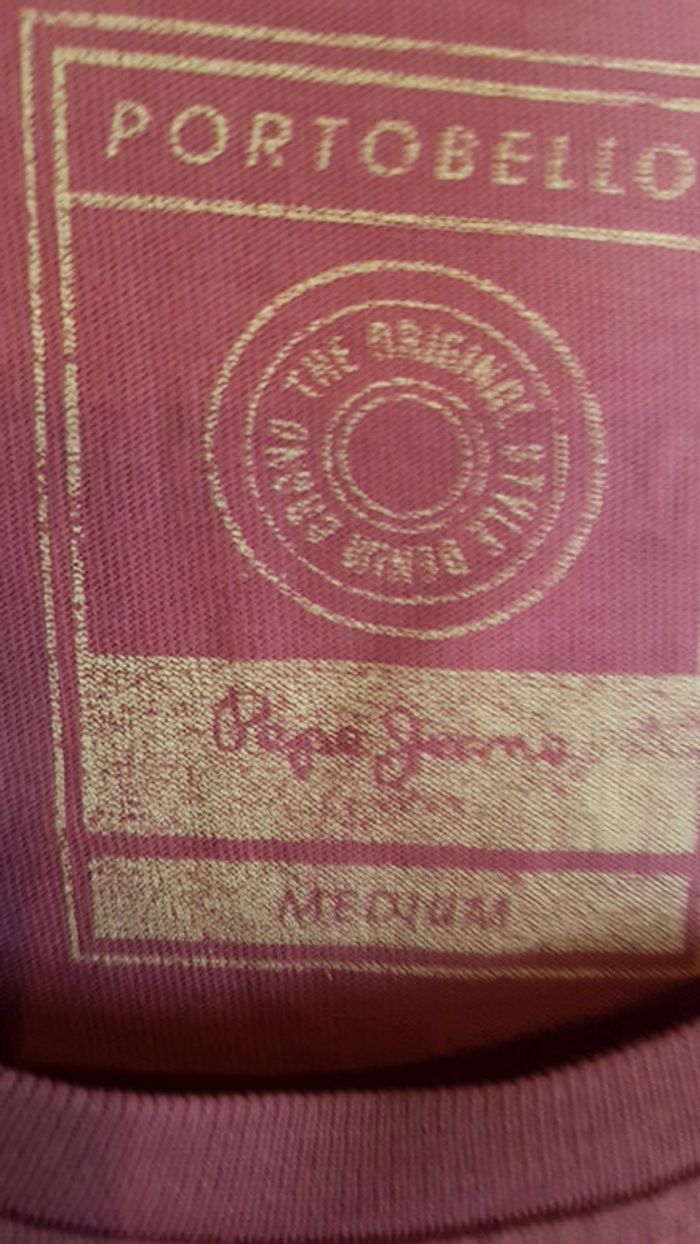 PORTOBELLO
THE ORIGINAL STYLE DENIM BRAND
Pepe Jeans
MEDIUM